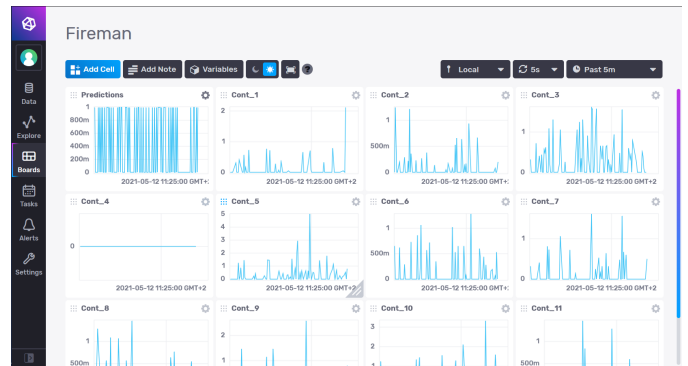 Fireman
Add Cell
Add Note
Variables
?
Local
5s
Past 5m
Data
Explore
Boards
Tasks
Alerts
Settings
Predictions
1
800m
600m
400m
200m
0
2021-05-12 11:25:00 GMT+2
Cont_1
2
1
0
2021-05-12 11:25:00 GMT+2
Cont_2
1
500m
0
2021-05-12 11:25:00 GMT+2
Cont_3
1
0
2021-05-12 11:25:00 GMT+2
Cont_4
0
2021-05-12 11:25:00 GMT+2
Cont_5
5
4
3
2
1
0
2021-05-12 11:25:00 GMT+2
Cont_6
1
500m
0
2021-05-12 11:25:00 GMT+2
Cont_7
1
0
2021-05-12 11:25:00 GMT+2
Cont_8
1
500m
Cont_9
2
1
Cont_10
3
2
1
Cont_11
1
500m